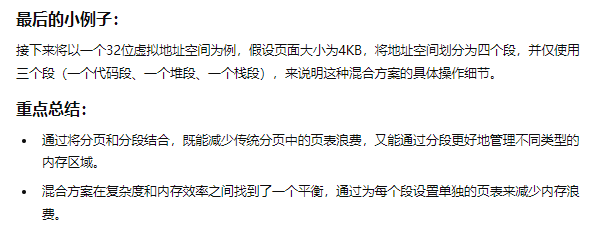 最后的小例子：
接下来将以一个32位虚拟地址空间为例，假设页面大小为4KB，将地址空间划分为四个段，并仅使用
三个段（一个代码段、一个堆段、一个栈段），来说明这种混合方案的具体操作细节。
重点总结：
• 通过将分页和分段结合，既能减少传统分页中的页表浪费，又能通过分段更好地管理不同类型的
内存区域。
• 混合方案在复杂度和内存效率之间找到了一个平衡，通过为每个段设置单独的页表来减少内存浪
费。